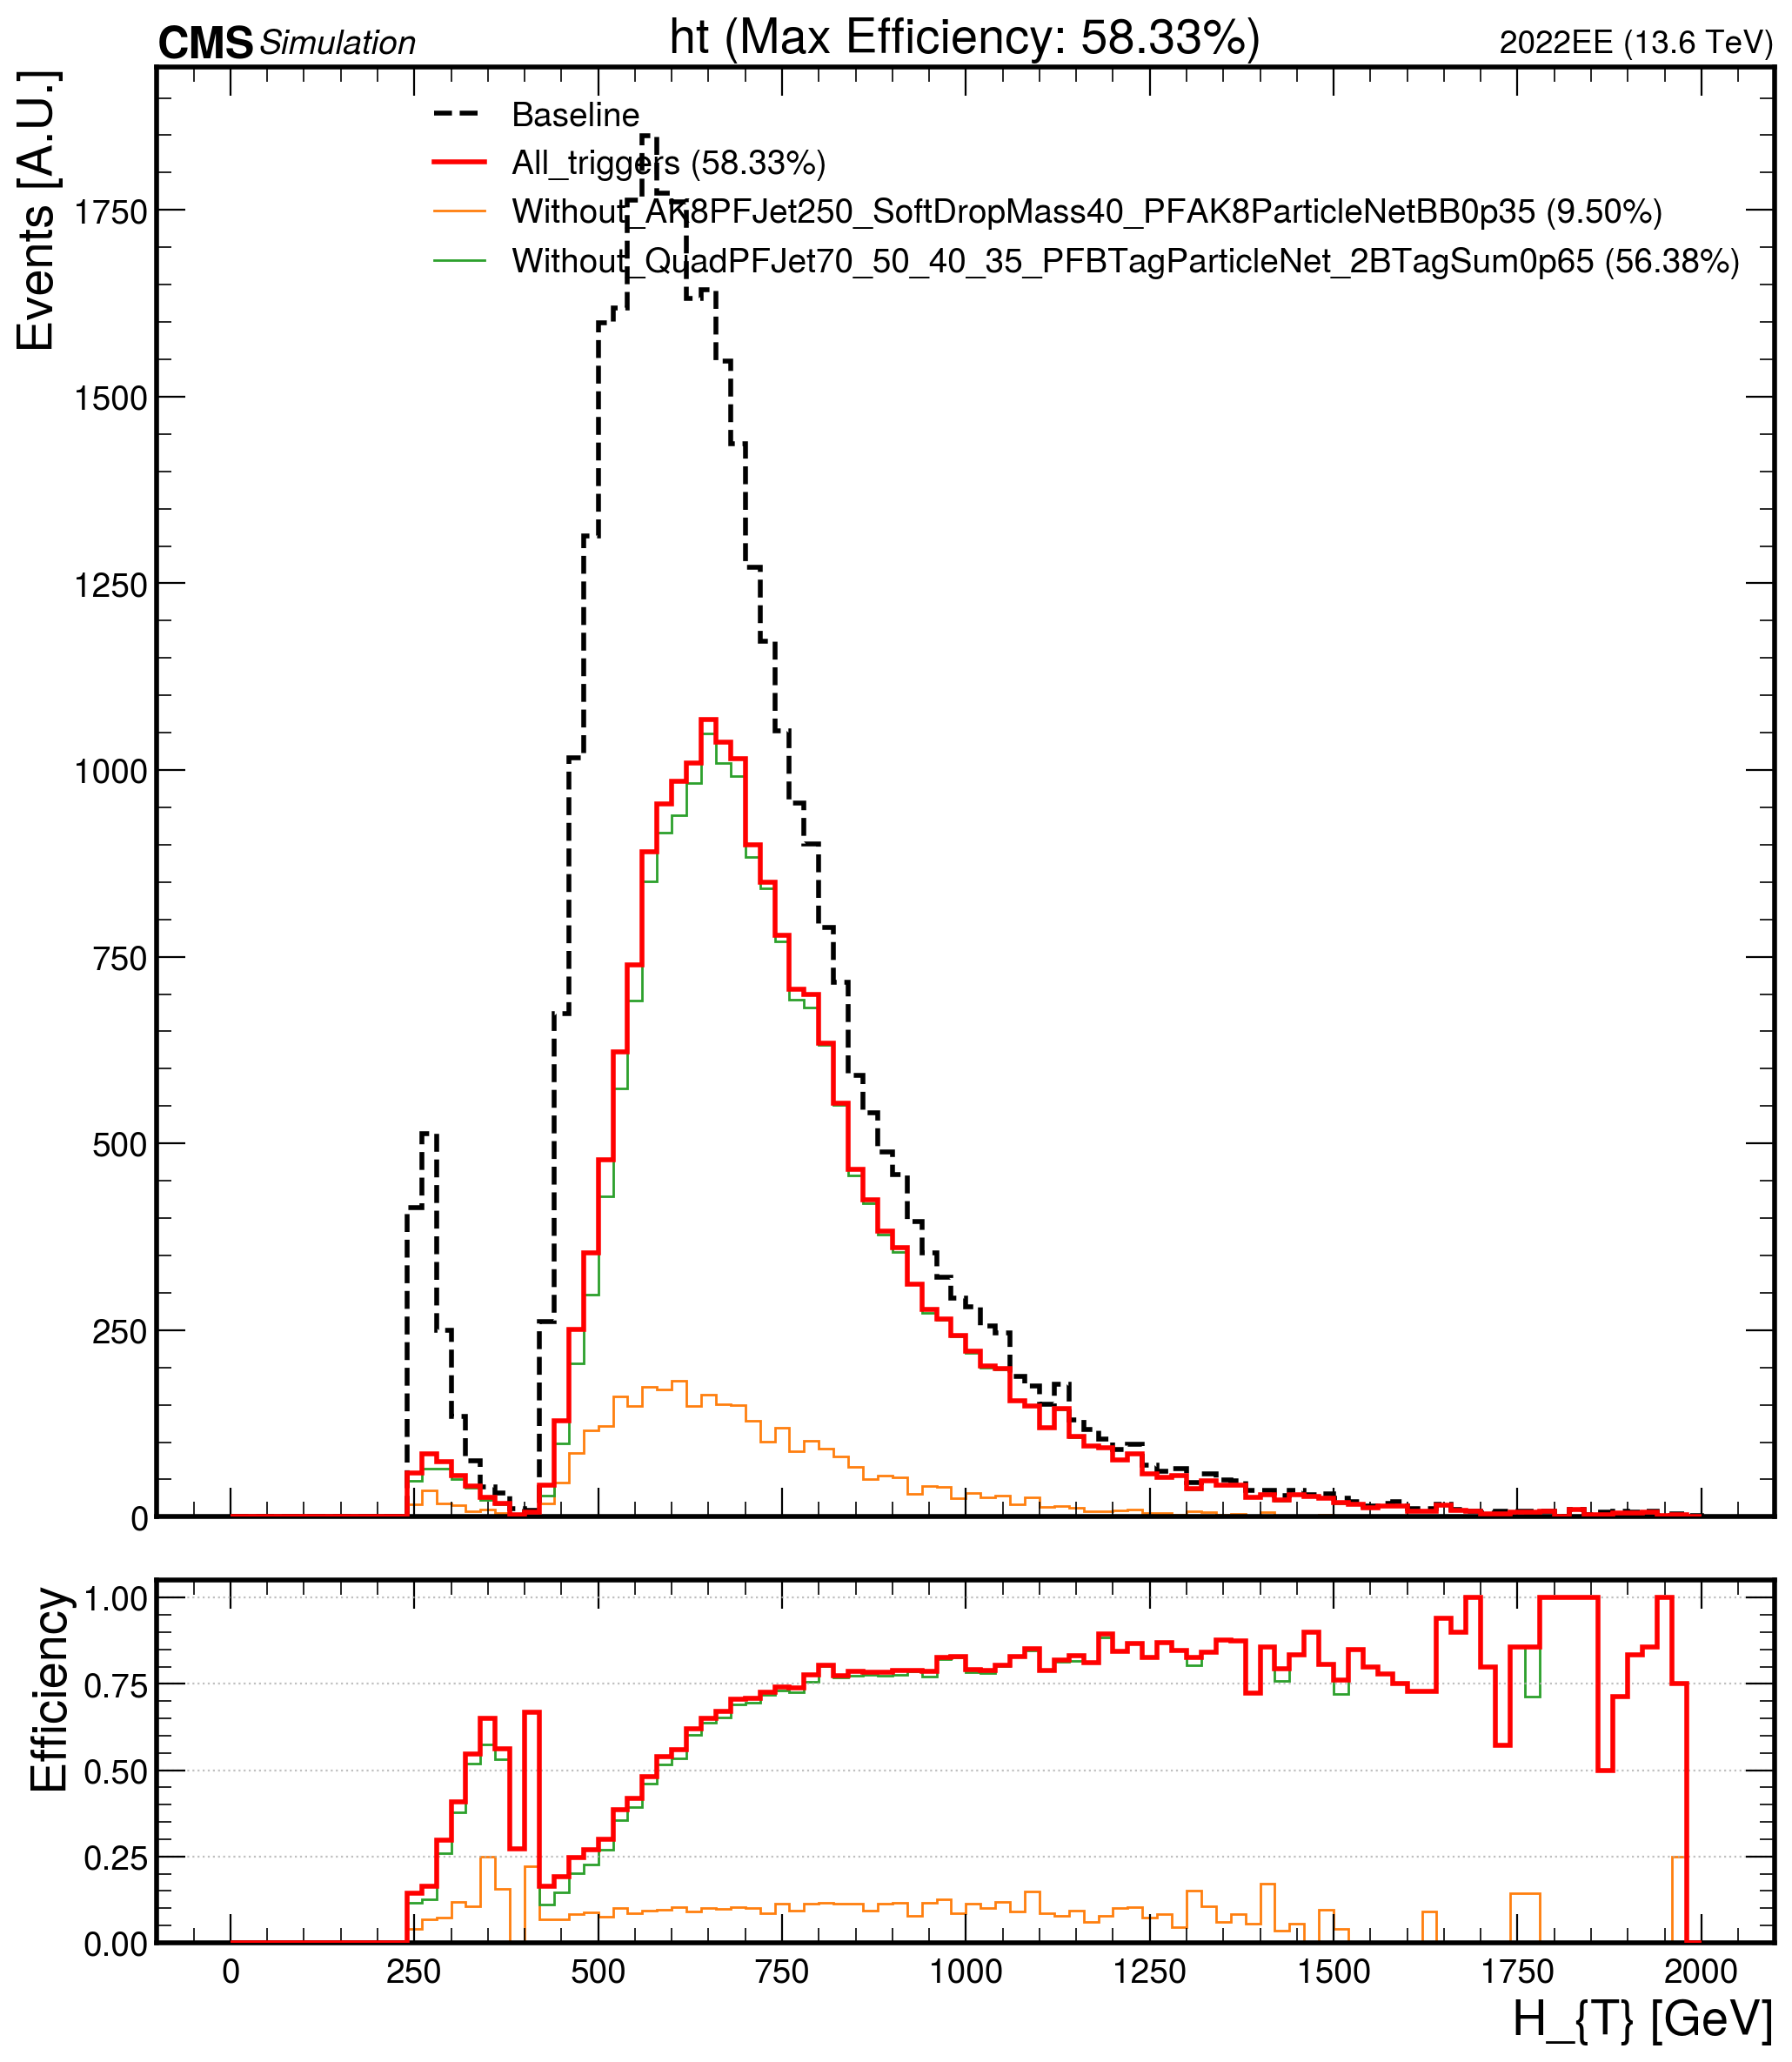 CMS Simulation ht (Max Efficiency: 58.33%) 2022EE (13.6 TeV)
Events [A.U.]
Baseline
All_triggers (58.33%)
Without_AK8PFJet250_SoftDropMass40_PFAK8ParticleNetBB0p35 (9.50%)
Without_QuadPFJet70_50_40_35_PFBTagParticleNet_2BTagSum0p65 (56.38%)
1750
1500
1250
1000
750
500
250
0
Efficiency
1.00
0.75
0.50
0.25
0.00
0 250 500 750 1000 1250 1500 1750 2000
H_{T} [GeV]